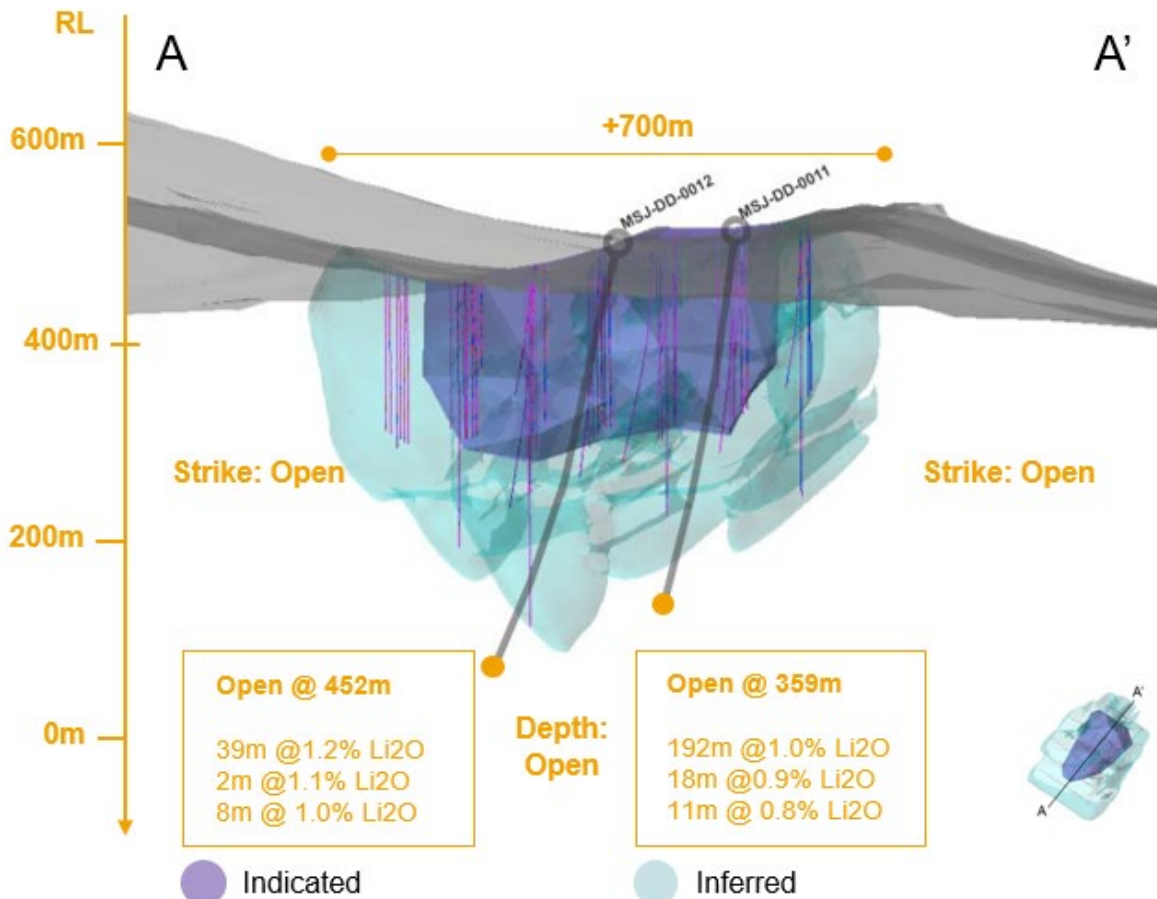 RL
A
A’
600m
+700m
MSJ-DD-0012
MSJ-DD-0011
400m
Strike: Open
Strike: Open
200m
Open @ 452m
39m @1.2% Li2O
2m @1.1% Li2O
8m @ 1.0% Li2O
Depth:
Open
Open @ 359m
192m @1.0% Li2O
18m @0.9% Li2O
11m @ 0.8% Li2O
0m
A'
A
Indicated
Inferred